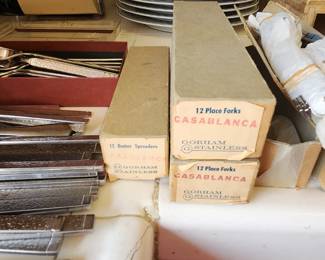 12 Place Forks
CASABLANCA
GORHAM
STAINLESS
12 Butter Spreaders
GORHAM
STAINLESS
12 Place Forks
CASABLANCA
GORHAM
STAINLESS